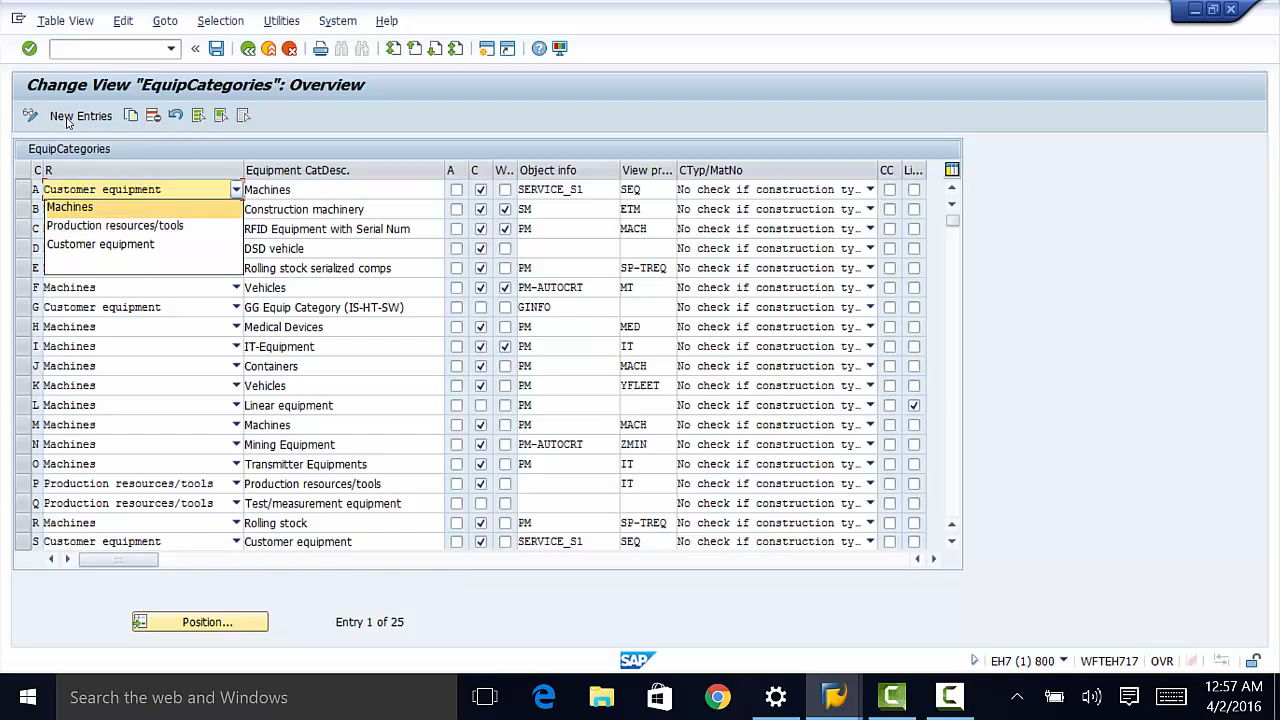 Table View Edit Goto Selection Utilities System Help
Change View "EquipCategories": Overview
New Entries
EquipCategories
C R Equipment CatDesc. A C W.. Object info View pr... CTyp/MatNo CC Li...
A Customer equipment Machines SERVICE_S1 SEQ No check if construction ty..
Machines
B Construction machinery SM ETM No check if construction ty..
Production resources/tools
C RFID Equipment with Serial Num PM MACH No check if construction ty..
Customer equipment
D DSD vehicle No check if construction ty..
E Rolling stock serialized comps PM SP-TREQ No check if construction ty..
F Machines Vehicles PM-AUTOCRT MT No check if construction ty..
G Customer equipment GG Equip Category (IS-HT-SW) GINFO No check if construction ty..
H Machines Medical Devices PM MED No check if construction ty..
I Machines IT-Equipment PM IT No check if construction ty..
J Machines Containers PM MACH No check if construction ty..
K Machines Vehicles PM YFLEET No check if construction ty..
L Machines Linear equipment PM No check if construction ty..
M Machines Machines PM MACH No check if construction ty..
N Machines Mining Equipment PM-AUTOCRT ZMIN No check if construction ty..
O Machines Transmitter Equipments PM IT No check if construction ty..
P Production resources/tools Production resources/tools IT No check if construction ty..
Q Production resources/tools Test/measurement equipment No check if construction ty..
R Machines Rolling stock PM SP-TREQ No check if construction ty..
S Customer equipment Customer equipment SERVICE_S1 SEQ No check if construction ty..
Position... Entry 1 of 25
SAP EH7 (1) 800 WFTEH717 OVR
Search the web and Windows
12:57 AM
4/2/2016